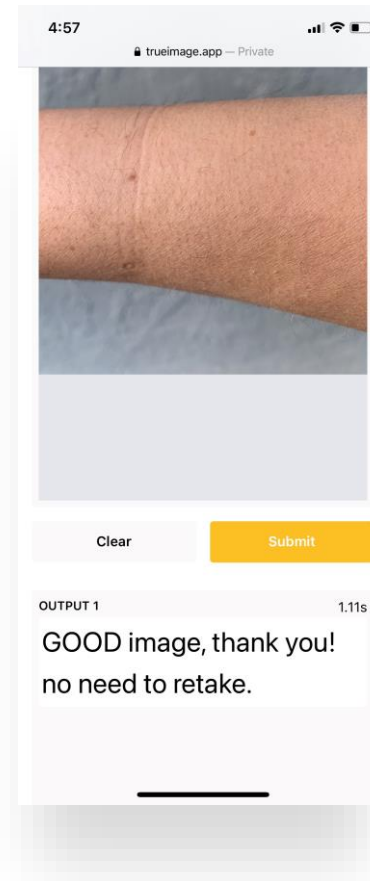 4:57
trueimage.app — Private
Clear
Submit
OUTPUT 1
1.11s
GOOD image, thank you!
no need to retake.